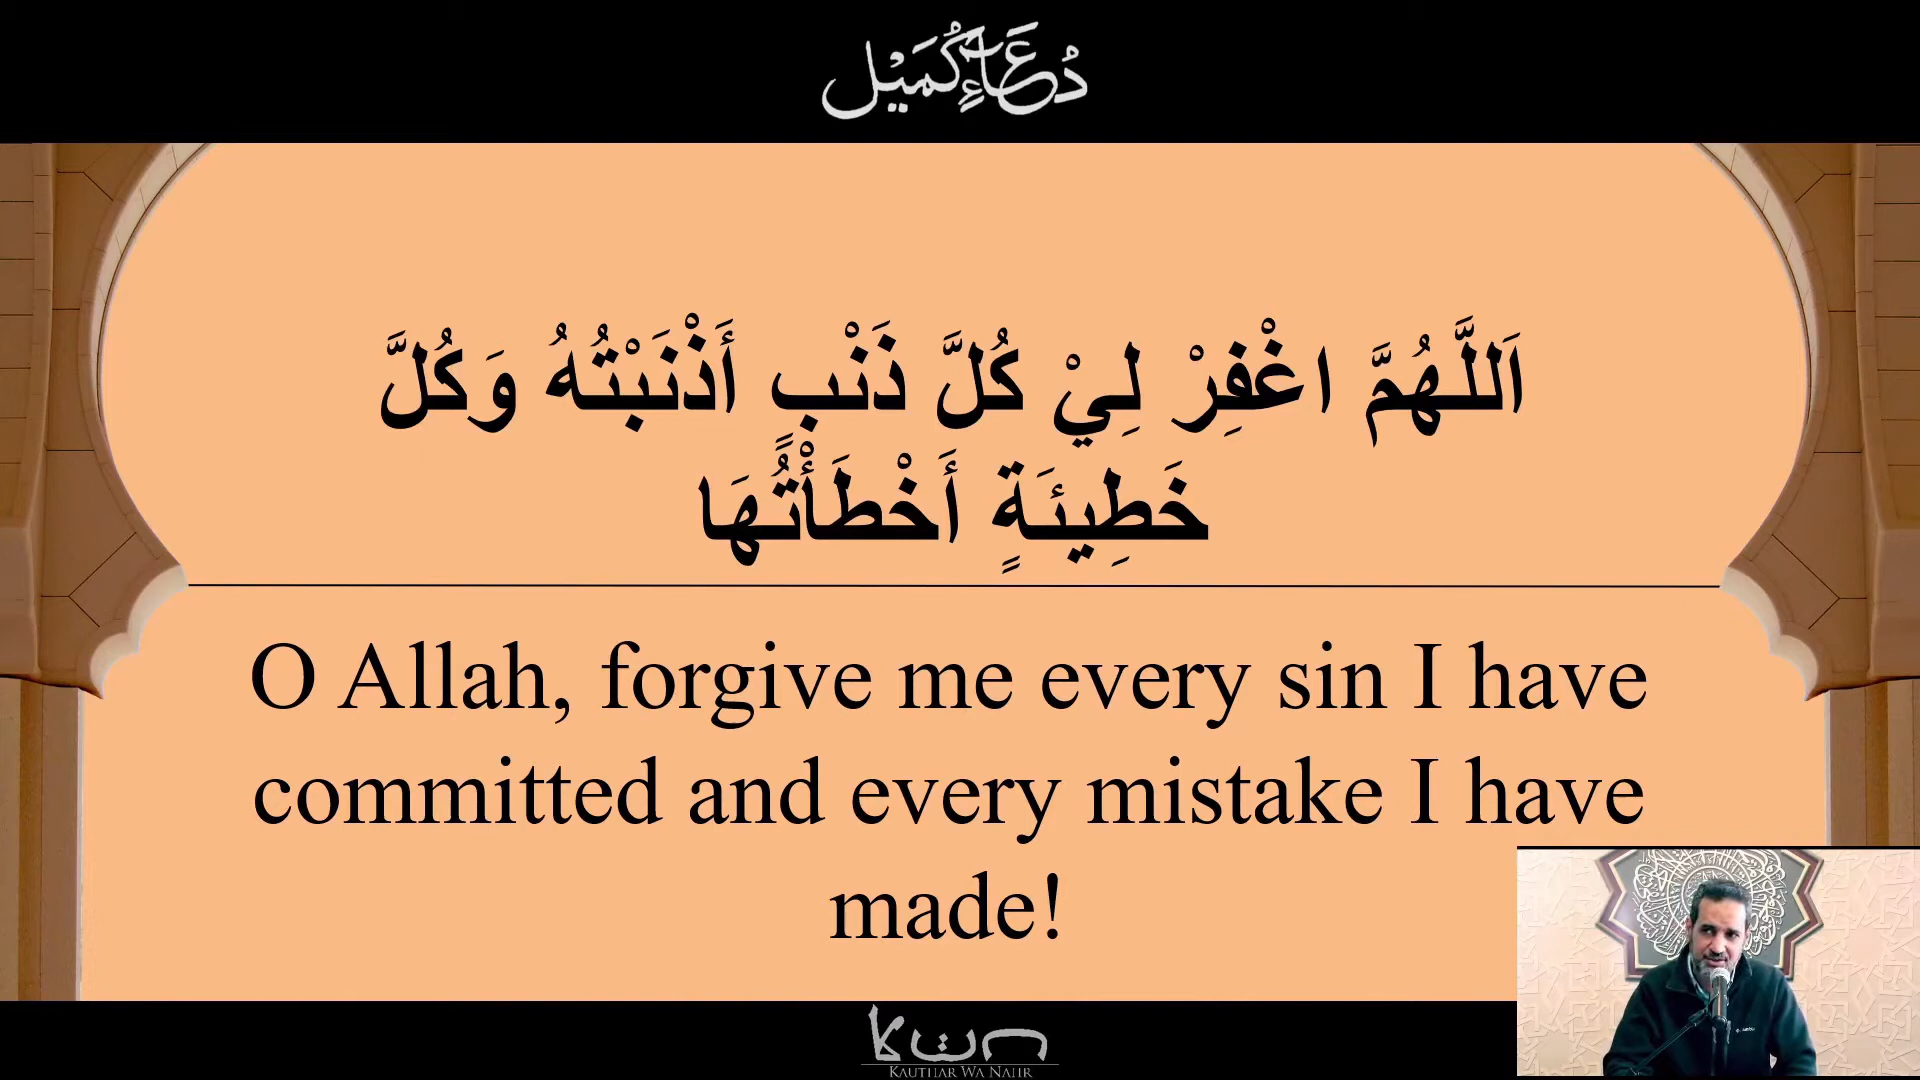 دُعَاءِ كُمَيْل
اَللَّهُمَّ اغْفِرْ لِيْ كُلَّ ذَنْبٍ أَذْنَبْتُهُ وَكُلَّ
خَطِيئَةٍ أَخْطَأْتُهَا
O Allah, forgive me every sin I have
committed and every mistake I have
made!
KWN
KAUTHAR WA NAHR